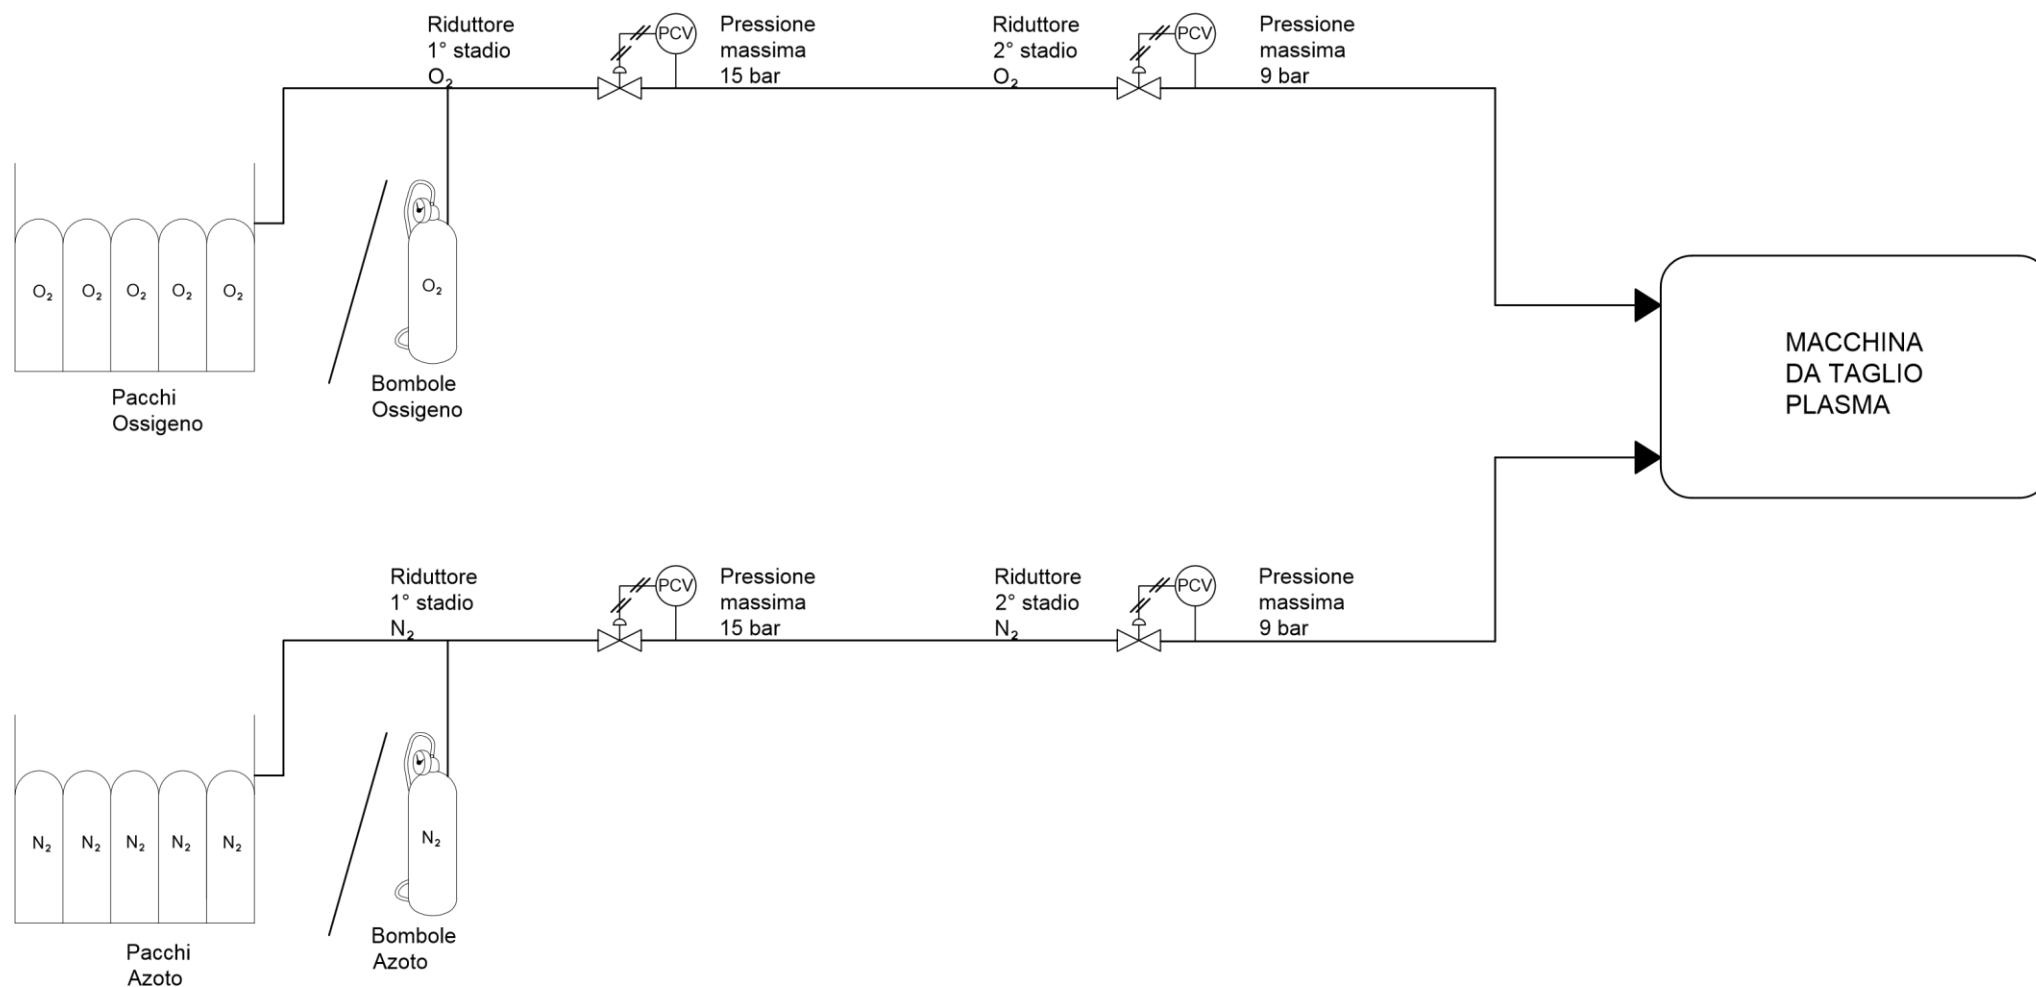 Riduttore
1° stadio
O₂
PCV
Pressione
massima
15 bar
Riduttore
2° stadio
O₂
PCV
Pressione
massima
9 bar
O₂ O₂ O₂ O₂ O₂
Pacchi
Ossigeno
O₂
Bombole
Ossigeno
MACCHINA
DA TAGLIO
PLASMA
Riduttore
1° stadio
N₂
PCV
Pressione
massima
15 bar
Riduttore
2° stadio
N₂
PCV
Pressione
massima
9 bar
N₂ N₂ N₂ N₂ N₂
Pacchi
Azoto
N₂
Bombole
Azoto